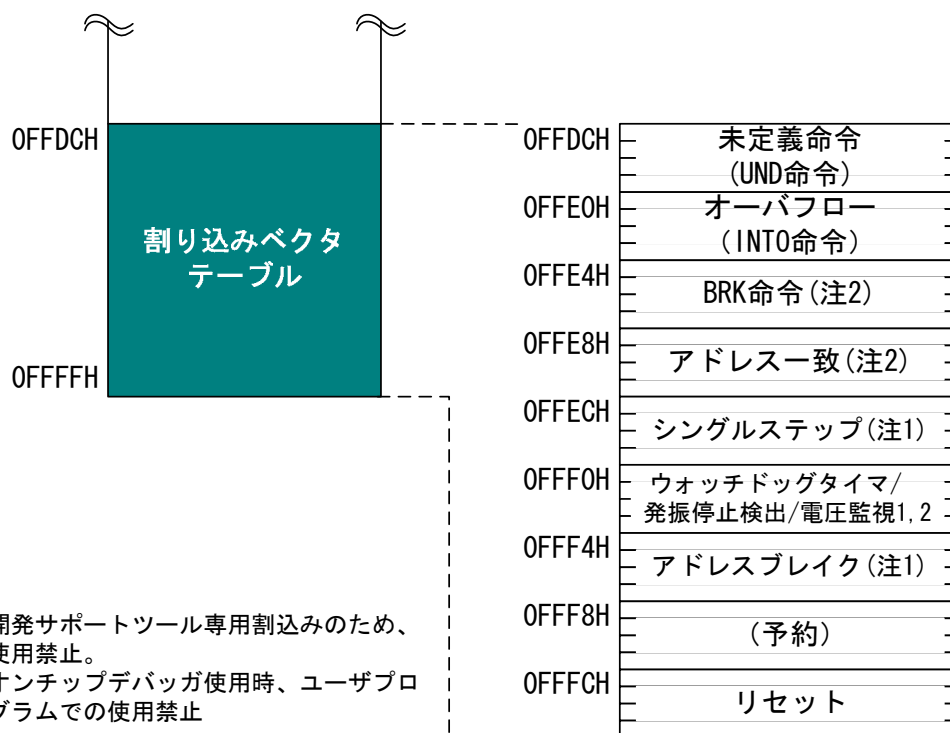 0FFDCH
割り込みベクタ
テーブル
0FFFFH
0FFDCH
未定義命令
(UND命令)
0FFE0H
オーバフロー
(INTO命令)
0FFE4H
BRK命令(注2)
0FFE8H
アドレス一致(注2)
0FFECH
シングルステップ(注1)
0FFF0H
ウォッチドッグタイマ/
発振停止検出/電圧監視1,2
0FFF4H
アドレスブレイク(注1)
0FFF8H
(予約)
0FFFCH
リセット
開発サポートツール専用割込みのため、
使用禁止。
オンチップデバッガ使用時、ユーザプロ
グラムでの使用禁止